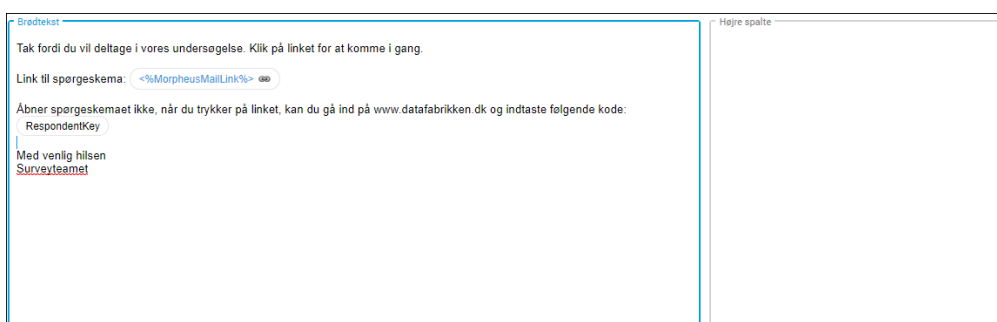 Brødtekst
Højre spalte
Tak fordi du vil deltage i vores undersøgelse. Klik på linket for at komme i gang.
Link til spørgeskema: <%MorpheusMailLink%>
Åbner spørgeskemaet ikke, når du trykker på linket, kan du gå ind på www.datafabrikken.dk og indtaste følgende kode:
RespondentKey
Med venlig hilsen
Surveyteamet